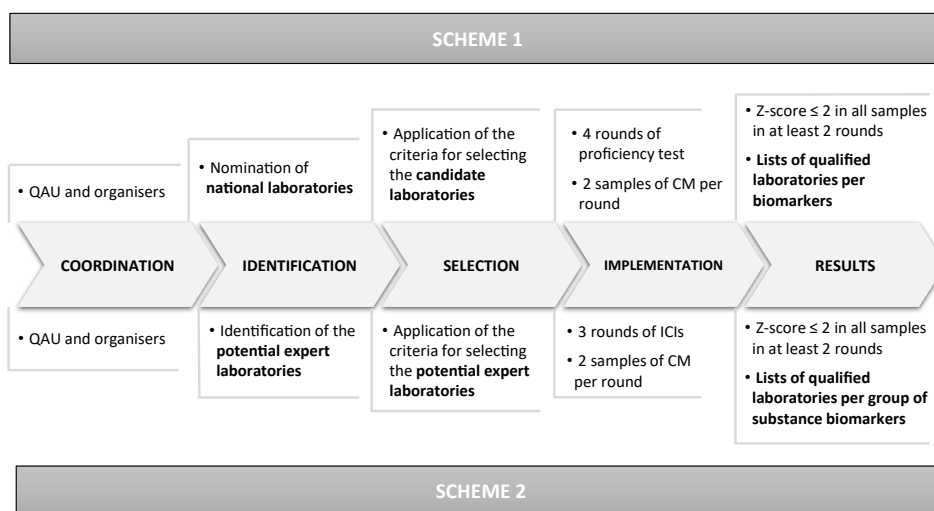 SCHEME 1
• QAU and organisers
• Nomination of
national laboratories
• Application of the
criteria for selecting
the candidate
laboratories
• 4 rounds of
proficiency test
• 2 samples of CM per
round
• Z-score ≤ 2 in all samples
in at least 2 rounds
• Lists of qualified
laboratories per
biomarkers
COORDINATION
IDENTIFICATION
SELECTION
IMPLEMENTATION
RESULTS
• QAU and organisers
• Identification of the
potential expert
laboratories
• Application of the
criteria for selecting
the potential expert
laboratories
• 3 rounds of ICIs
• 2 samples of CM
per round
• Z-score ≤ 2 in all samples
in at least 2 rounds
• Lists of qualified
laboratories per group of
substance biomarkers
SCHEME 2